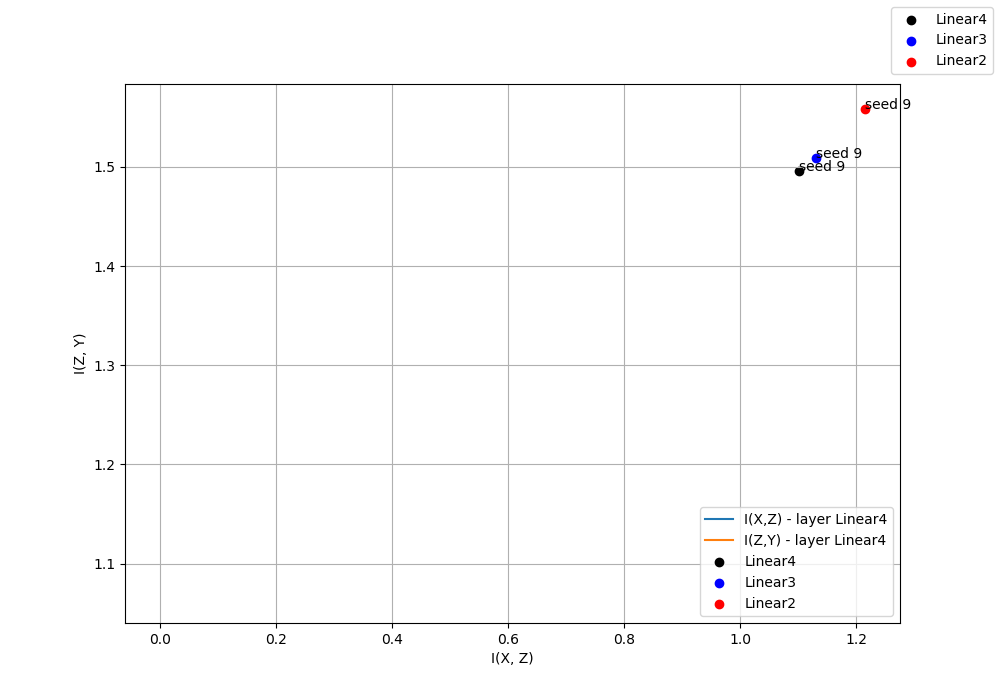 Linear4
Linear3
Linear2
seed 9
seed 9
seed 9
1.5
1.4
1.3
1.2
1.1
I(Z, Y)
I(X,Z) - layer Linear4
I(Z,Y) - layer Linear4
Linear4
Linear3
Linear2
0.0 0.2 0.4 0.6 0.8 1.0 1.2
I(X, Z)